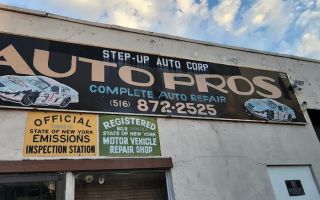 STEP-UP AUTO CORP
AUTO PROS
COMPLETE AUTO REPAIR
(516) 872-2525
OFFICIAL
STATE OF NEW YORK
EMISSIONS
INSPECTION STATION
REGISTERED
STATE OF NEW YORK
MOTOR VEHICLE
REPAIR SHOP